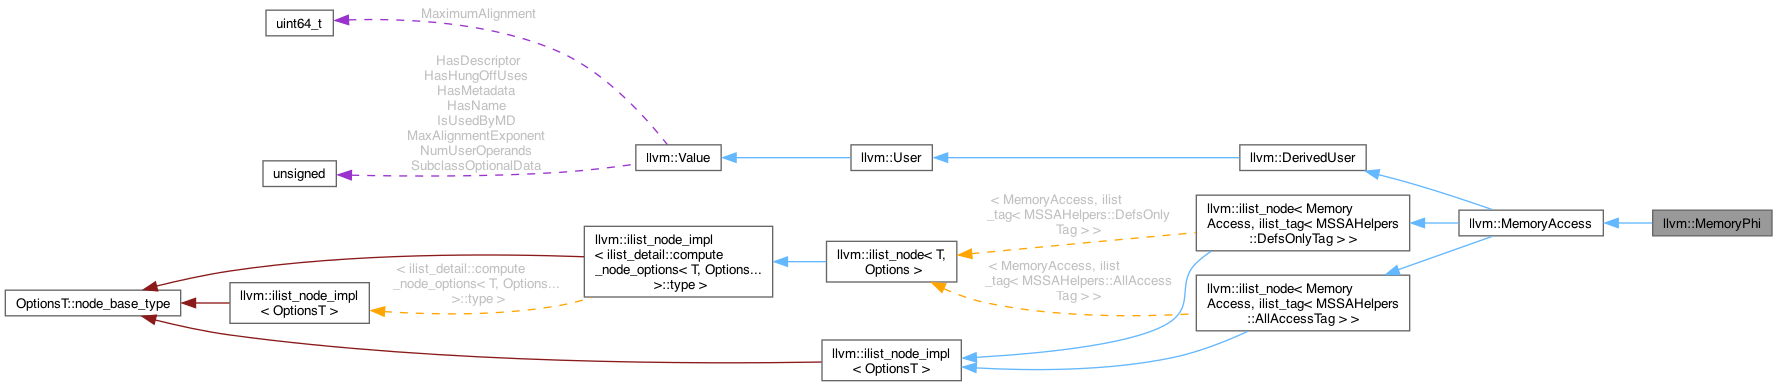 MaximumAlignment
uint64_t
HasDescriptor
HasHungOffUses
HasMetadata
HasName
IsUsedByMD
MaxAlignmentExponent
NumUserOperands
SubclassOptionalData
unsigned
llvm::Value
llvm::User
llvm::DerivedUser
< MemoryAccess, ilist
_tag< MSSAHelpers::DefsOnly
Tag > >
llvm::ilist_node< Memory
Access, ilist_tag< MSSAHelpers
::DefsOnlyTag > >
llvm::MemoryAccess
llvm::MemoryPhi
llvm::ilist_node_impl
< ilist_detail::compute
_node_options< T, Options...
>::type >
llvm::ilist_node< T,
Options >
< MemoryAccess, ilist
_tag< MSSAHelpers::AllAccess
Tag > >
llvm::ilist_node< Memory
Access, ilist_tag< MSSAHelpers
::AllAccessTag > >
< ilist_detail::compute
_node_options< T, Options...
>::type >
OptionsT::node_base_type
llvm::ilist_node_impl
< OptionsT >
llvm::ilist_node_impl
< OptionsT >